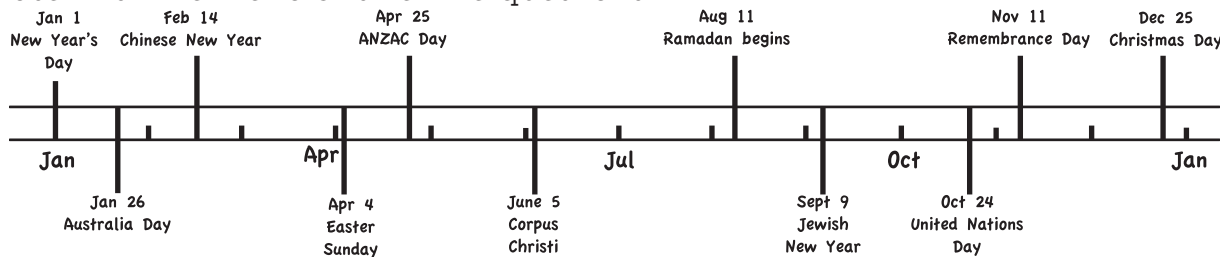 Jan 1
New Year's
Day
Feb 14
Chinese New Year
Apr 25
ANZAC Day
Aug 11
Ramadan begins
Nov 11
Remembrance Day
Dec 25
Christmas Day
Jan
Apr
Jul
Oct
Jan
Jan 26
Australia Day
Apr 4
Easter
Sunday
June 5
Corpus
Christi
Sept 9
Jewish
New Year
Oct 24
United Nations
Day